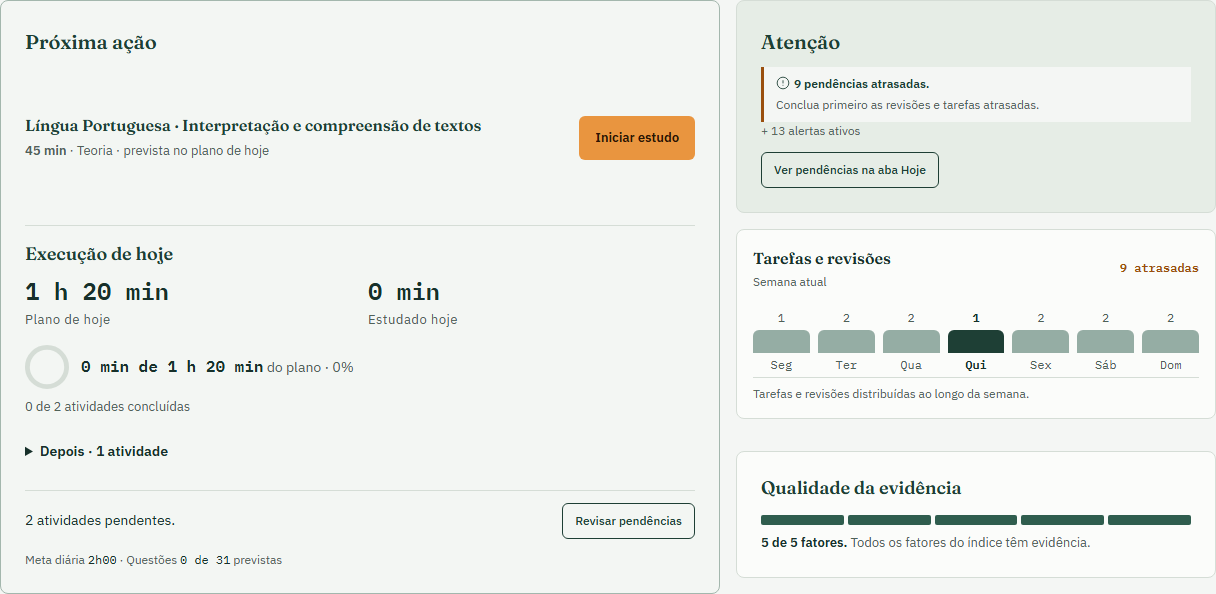 Próxima ação
Língua Portuguesa · Interpretação e compreensão de textos
45 min · Teoria · prevista no plano de hoje
Iniciar estudo
Execução de hoje
1 h 20 min
Plano de hoje
0 min
Estudado hoje
0 min de 1 h 20 min do plano · 0%
0 de 2 atividades concluídas
Depois · 1 atividade
2 atividades pendentes.
Revisar pendências
Meta diária 2h00 · Questões 0 de 31 previstas
Atenção
9 pendências atrasadas.
Conclua primeiro as revisões e tarefas atrasadas.
+ 13 alertas ativos
Ver pendências na aba Hoje
Tarefas e revisões
Semana atual
9 atrasadas
1 2 2 1 2 2 2
Seg Ter Qua Qui Sex Sáb Dom
Tarefas e revisões distribuídas ao longo da semana.
Qualidade da evidência
5 de 5 fatores. Todos os fatores do índice têm evidência.